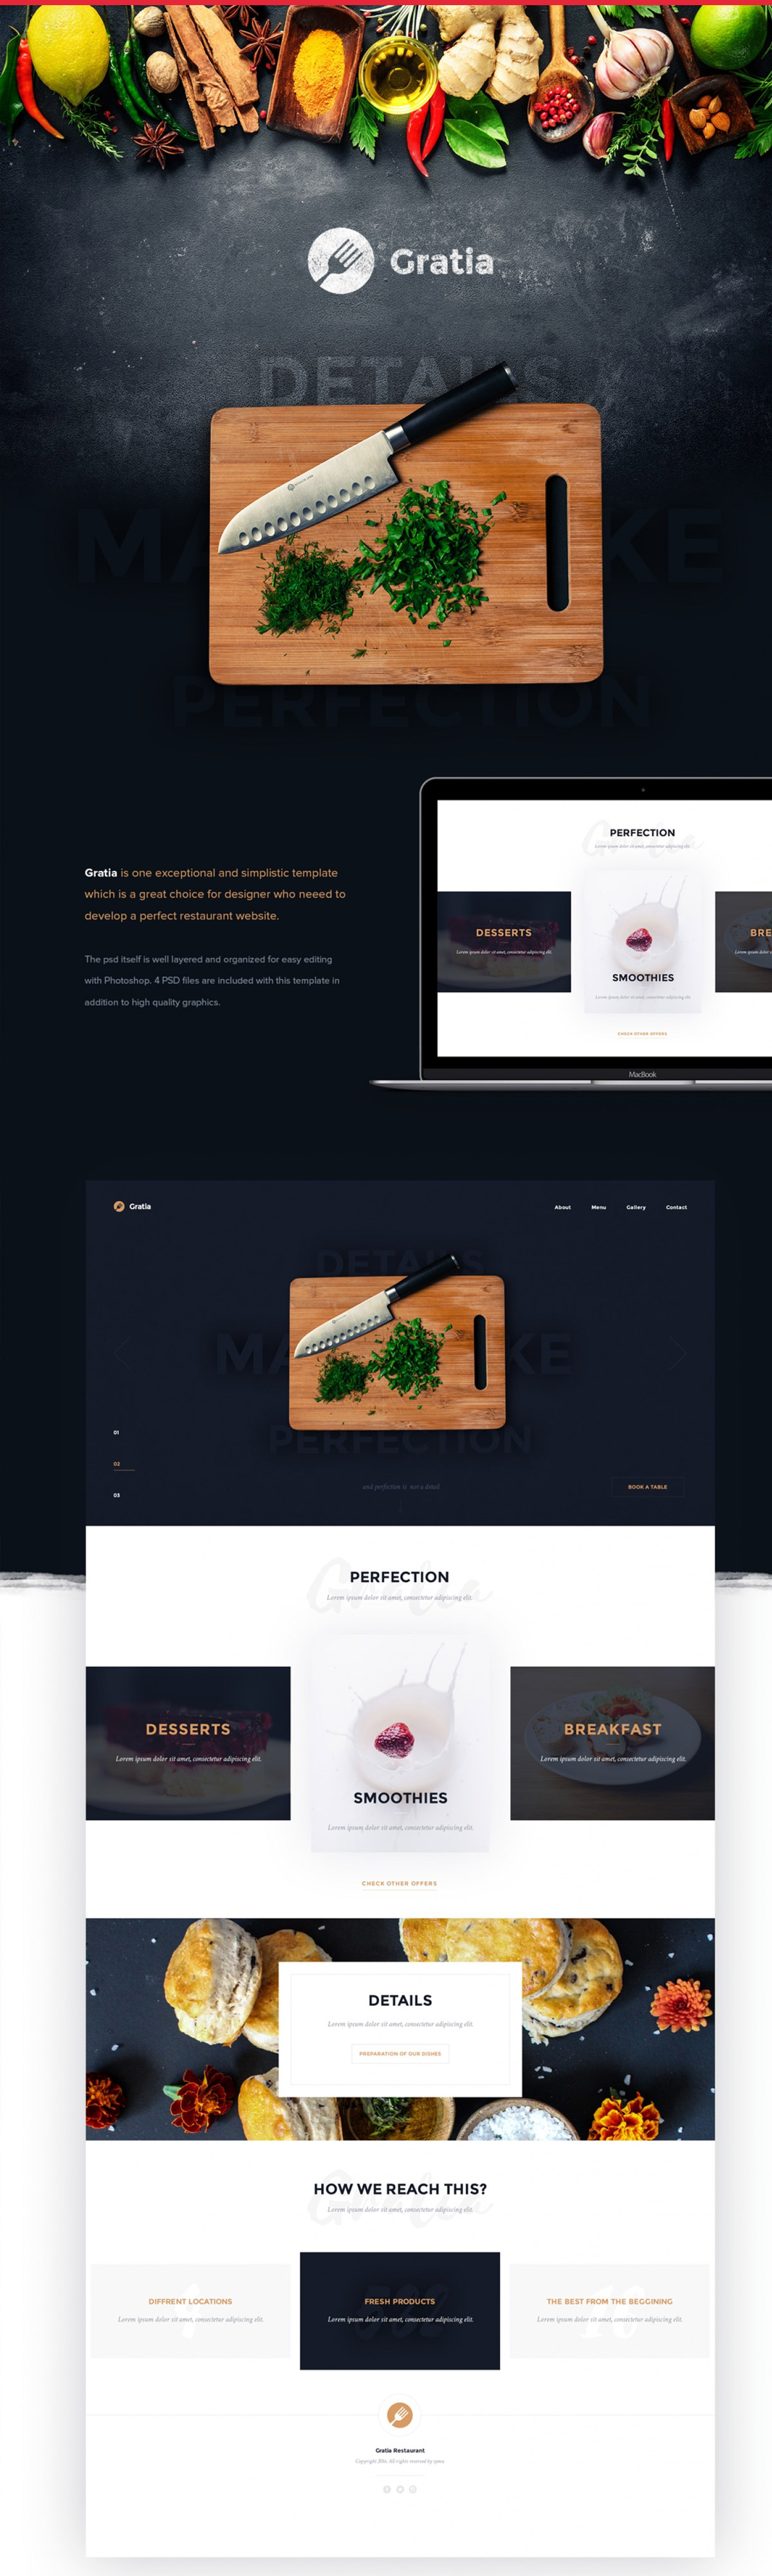 Gratia
DETAILS
MA KE
PERFECTION
Gratia is one exceptional and simplistic template
which is a great choice for designer who neeed to
develop a perfect restaurant website.
The psd itself is well layered and organized for easy editing
with Photoshop. 4 PSD files are included with this template in
addition to high quality graphics.
PERFECTION
Lorem ipsum dolor sit amet, consectetur adipiscing elit.
DESSERTS
Lorem ipsum dolor sit amet, consectetur adipiscing elit.
SMOOTHIES
Lorem ipsum dolor sit amet, consectetur adipiscing elit.
BRE
Lorem ipsum dolor
CHECK OTHER OFFERS
MacBook
Gratia
About Menu Gallery Contact
DETAILS
MA KE
PERFECTION
01
02
03
and perfection is not a detail
BOOK A TABLE
Gratia
PERFECTION
Lorem ipsum dolor sit amet, consectetur adipiscing elit.
DESSERTS
Lorem ipsum dolor sit amet, consectetur adipiscing elit.
SMOOTHIES
Lorem ipsum dolor sit amet, consectetur adipiscing elit.
BREAKFAST
Lorem ipsum dolor sit amet, consectetur adipiscing elit.
CHECK OTHER OFFERS
DETAILS
Lorem ipsum dolor sit amet, consectetur adipiscing elit.
PREPARATION OF OUR DISHES
Gratia
HOW WE REACH THIS?
Lorem ipsum dolor sit amet, consectetur adipiscing elit.
DIFFRENT LOCATIONS
Lorem ipsum dolor sit amet, consectetur adipiscing elit.
FRESH PRODUCTS
Lorem ipsum dolor sit amet, consectetur adipiscing elit.
THE BEST FROM THE BEGGINING
Lorem ipsum dolor sit amet, consectetur adipiscing elit.
Gratia Restaurant
Copyright 2016. All rights reserved by